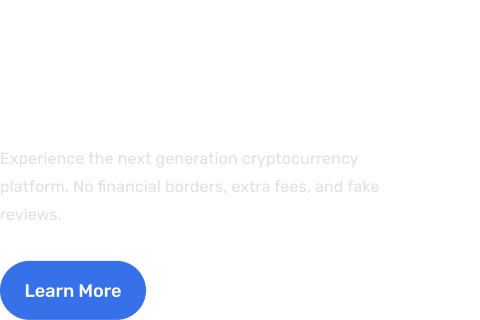 Experience the next generation cryptocurrency
platform. No financial borders, extra fees, and fake
reviews.
Learn More